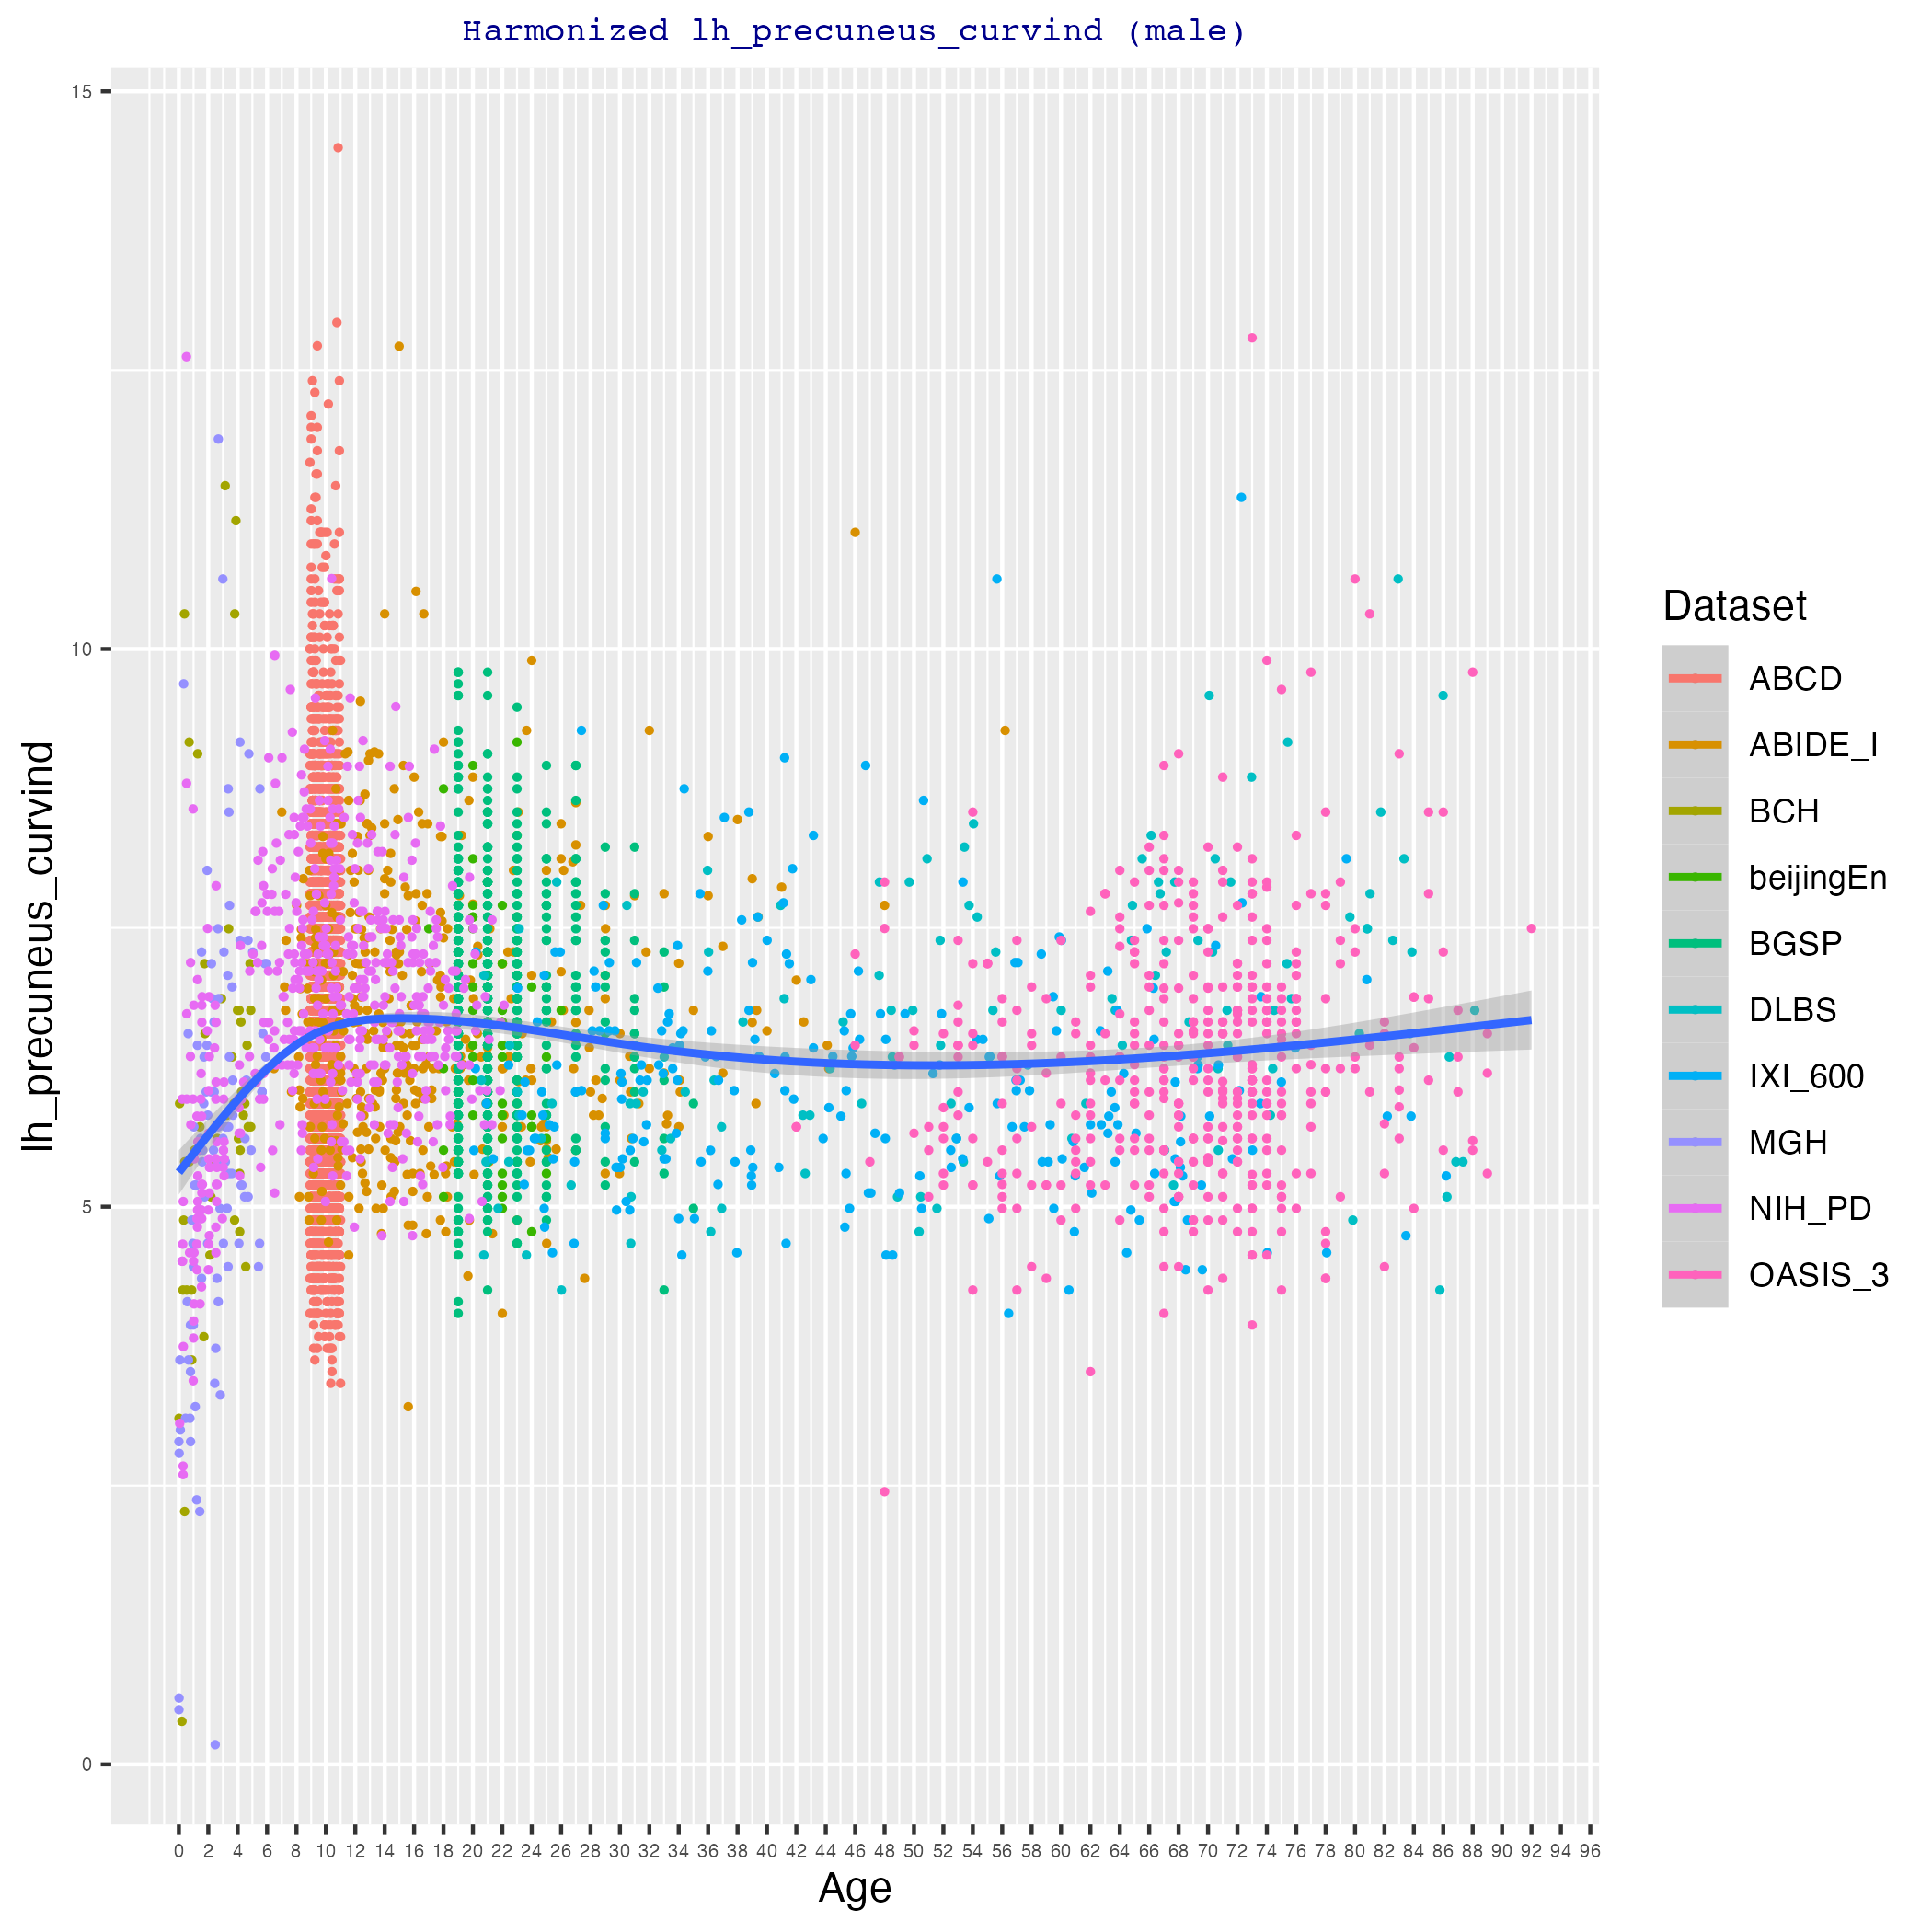 Harmonized lh_precuneus_curvind (male)
15
10
5
0
lh_precuneus_curvind
0 2 4 6 8 10 12 14 16 18 20 22 24 26 28 30 32 34 36 38 40 42 44 46 48 50 52 54 56 58 60 62 64 66 68 70 72 74 76 78 80 82 84 86 88 90 92 94 96
Age
Dataset
ABCD
ABIDE_I
BCH
beijingEn
BGSP
DLBS
IXI_600
MGH
NIH_PD
OASIS_3